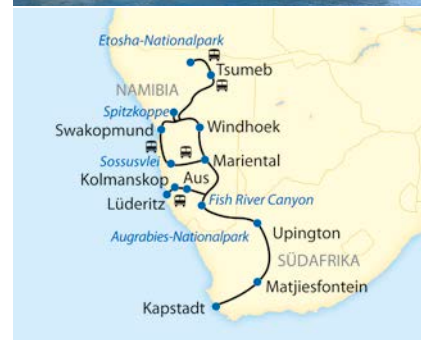 Etosha-Nationalpark
Tsumeb
NAMIBIA
Spitzkoppe
Swakopmund
Windhoek
Sossusvlei
Mariental
Kolmanskop
Aus
Lüderitz
Fish River Canyon
Augrabies-Nationalpark
Upington
SÜDAFRIKA
Matjiesfontein
Kapstadt